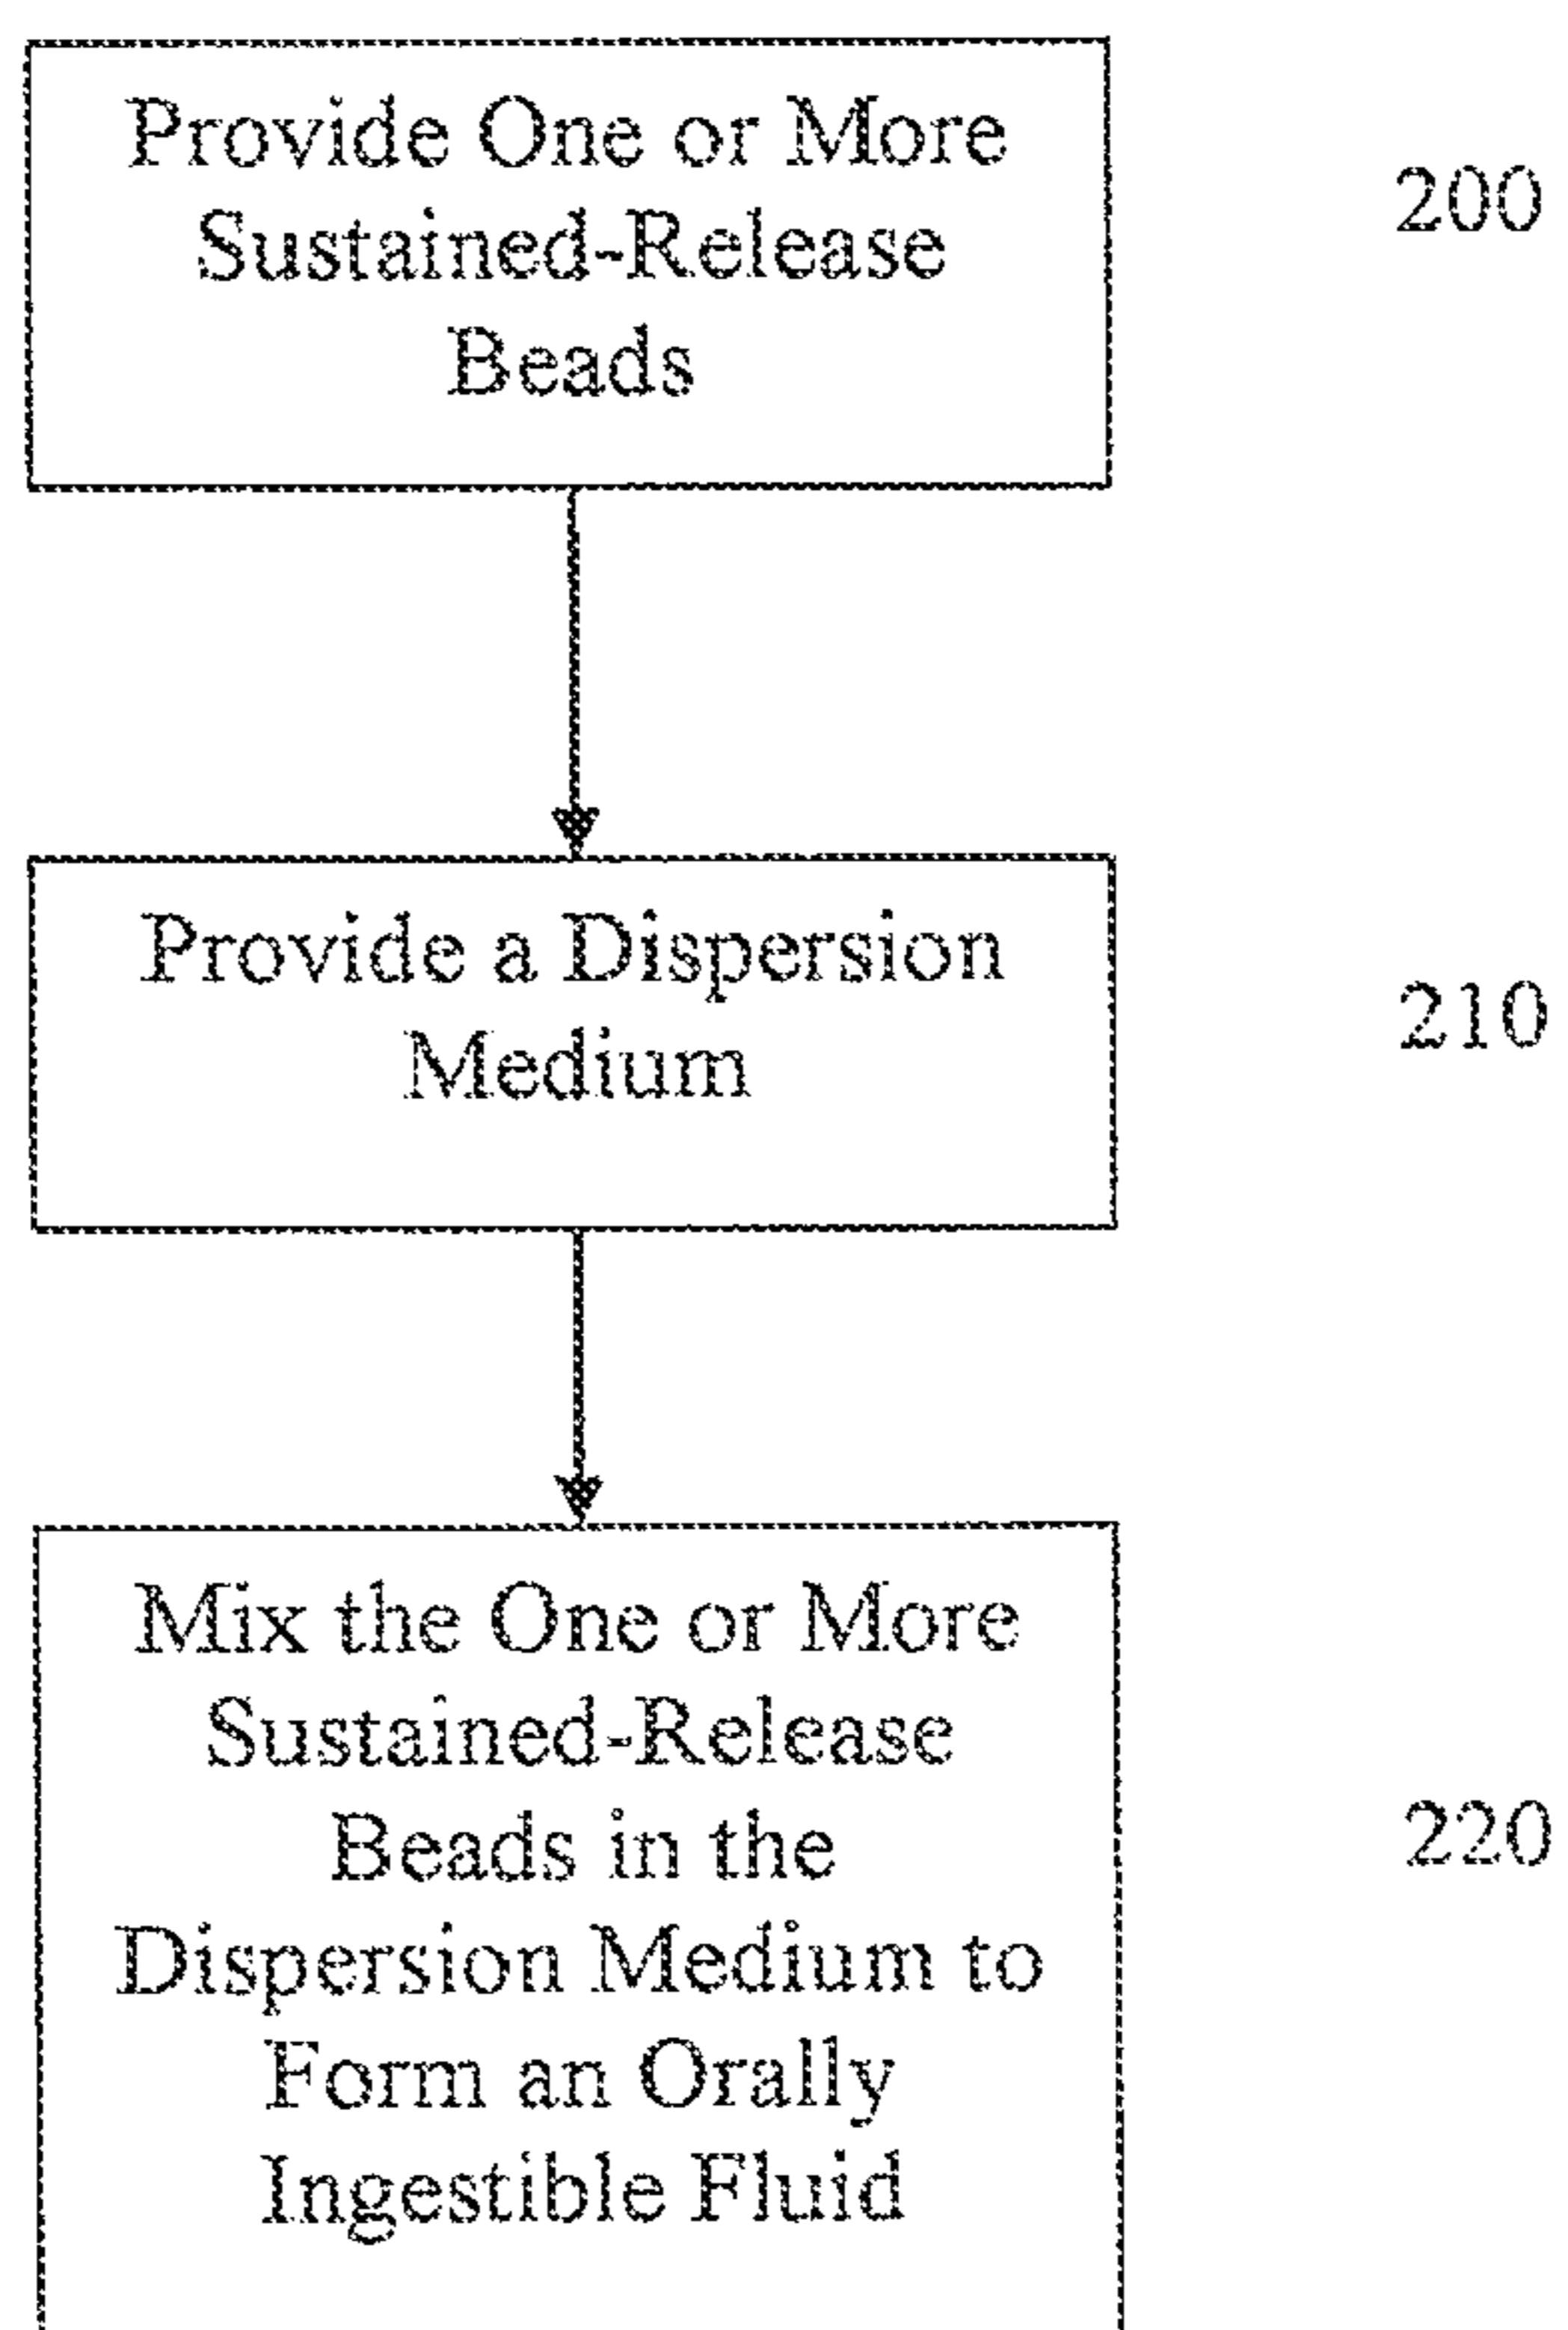 Provide One or More
Sustained-Release
Beads
200
Provide a Dispersion
Medium
210
Mix the One or More
Sustained-Release
Beads in the
Dispersion Medium to
Form an Orally
Ingestible Fluid
220